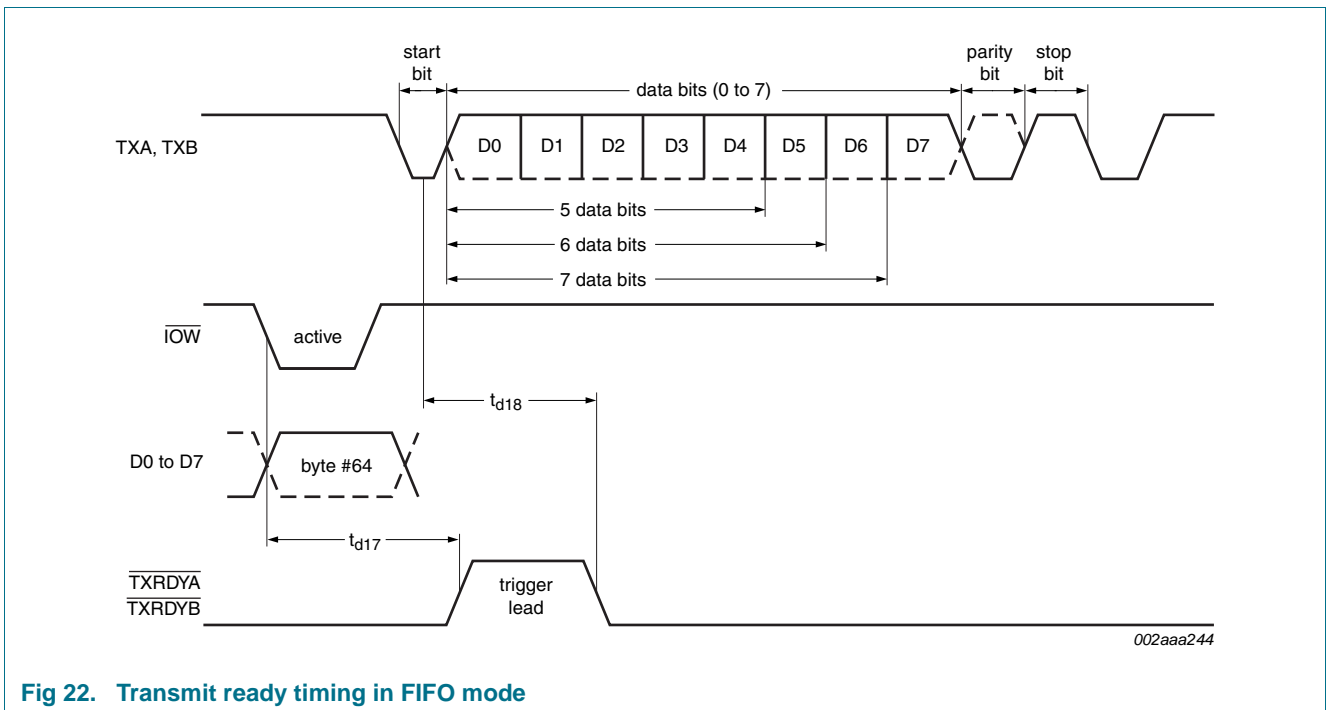 start
bit
data bits (0 to 7)
parity
bit
stop
bit
TXA, TXB
D0 D1 D2 D3 D4 D5 D6 D7
5 data bits
6 data bits
7 data bits
IOW
active
td18
D0 to D7
byte #64
td17
TXRDYA
TXRDYB
trigger
lead
002aaa244
Fig 22. Transmit ready timing in FIFO mode